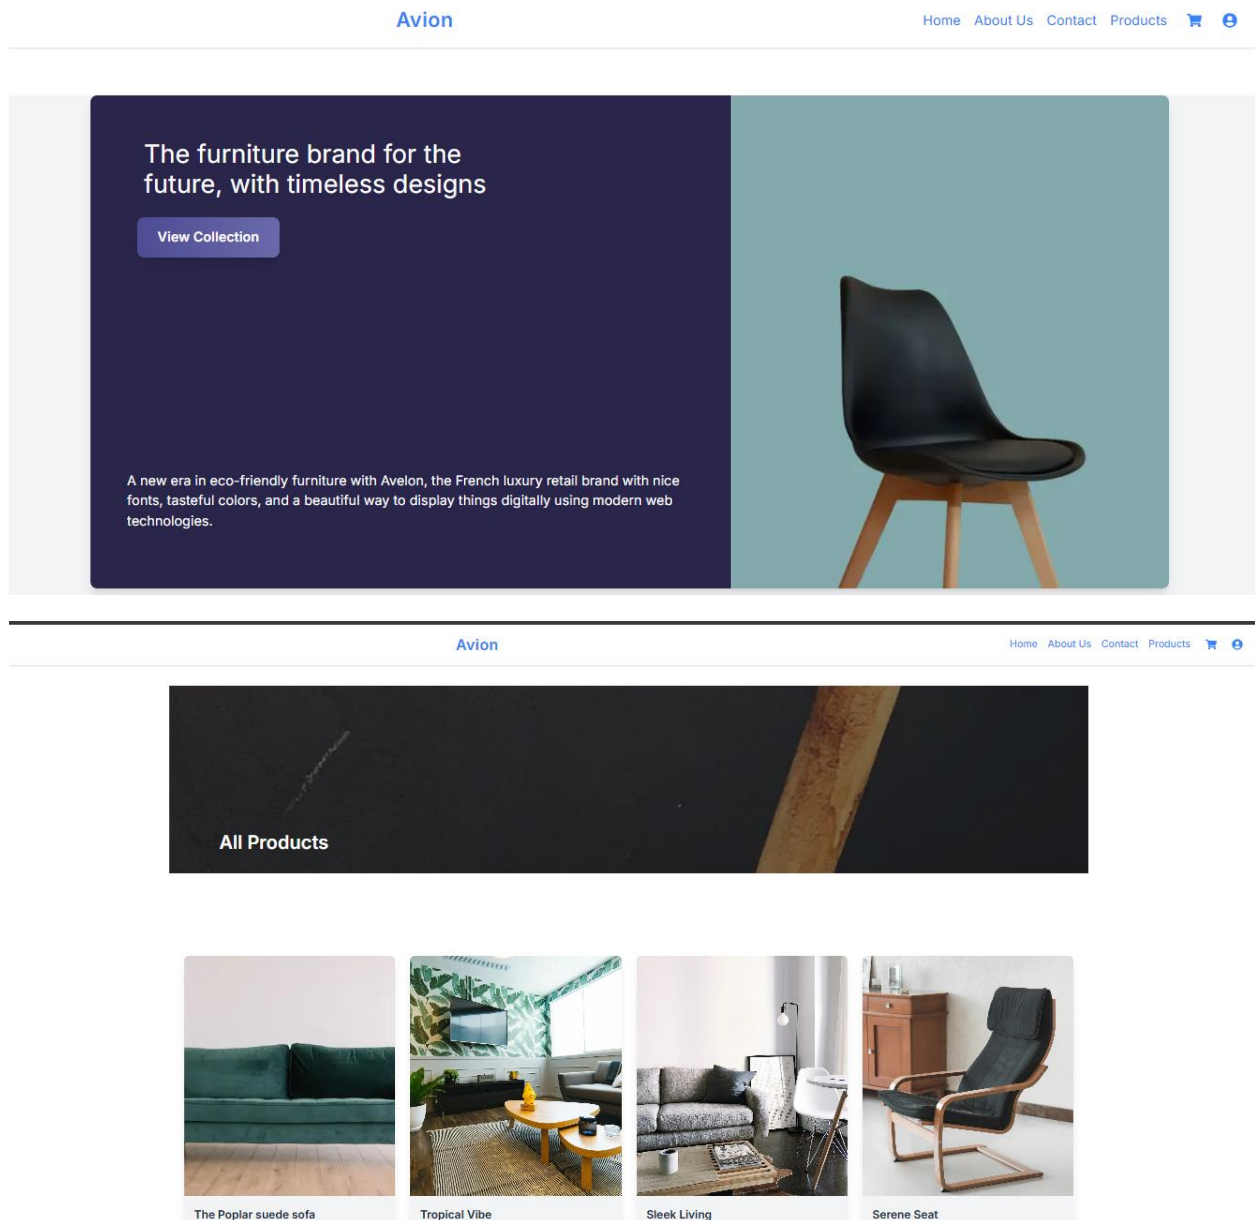 Avion
Home About Us Contact Products
The furniture brand for the
future, with timeless designs
View Collection
A new era in eco-friendly furniture with Avelon, the French luxury retail brand with nice
fonts, tasteful colors, and a beautiful way to display things digitally using modern web
technologies.
Avion
Home About Us Contact Products
All Products
The Poplar suede sofa
Tropical Vibe
Sleek Living
Serene Seat